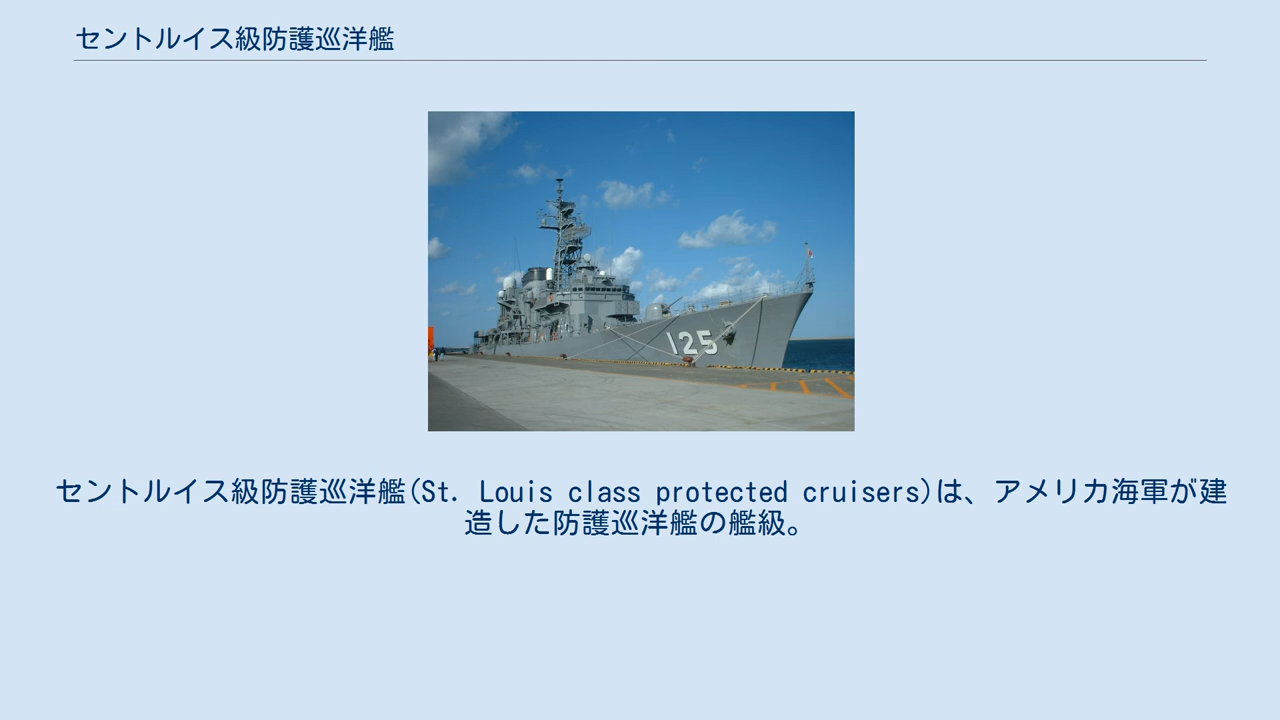 セントルイス級防護巡洋艦
125
セントルイス級防護巡洋艦(St. Louis class protected cruisers)は、アメリカ海軍が建
造した防護巡洋艦の艦級。